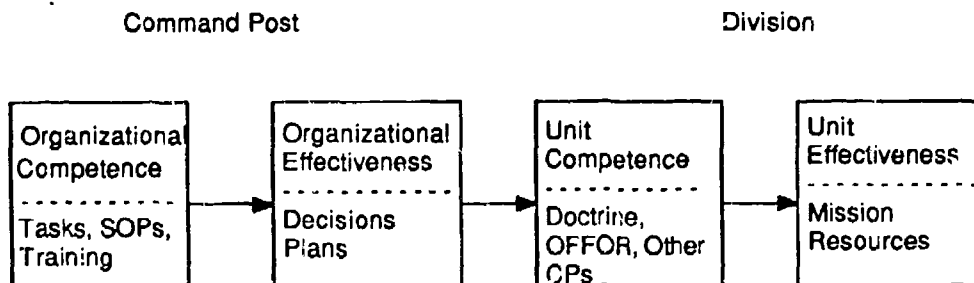 Command Post
Division
Organizational
Competence
Tasks, SOPs,
Training
Organizational
Effectiveness
Decisions
Plans
Unit
Competence
Doctrine,
OFFOR, Other
CPs
Unit
Effectiveness
Mission
Resources